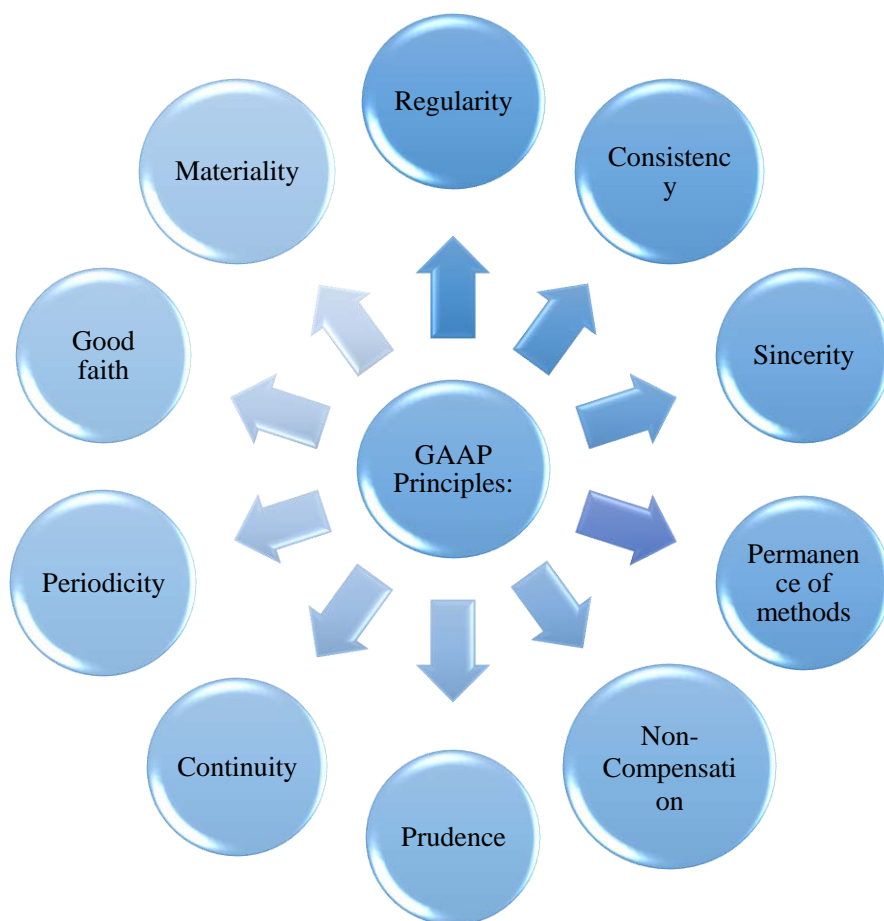 Regularity
Consistenc
y
Sincerity
Permanen
ce of
methods
Non-
Compensati
on
Prudence
Continuity
Periodicity
Good
faith
Materiality
GAAP
Principles: